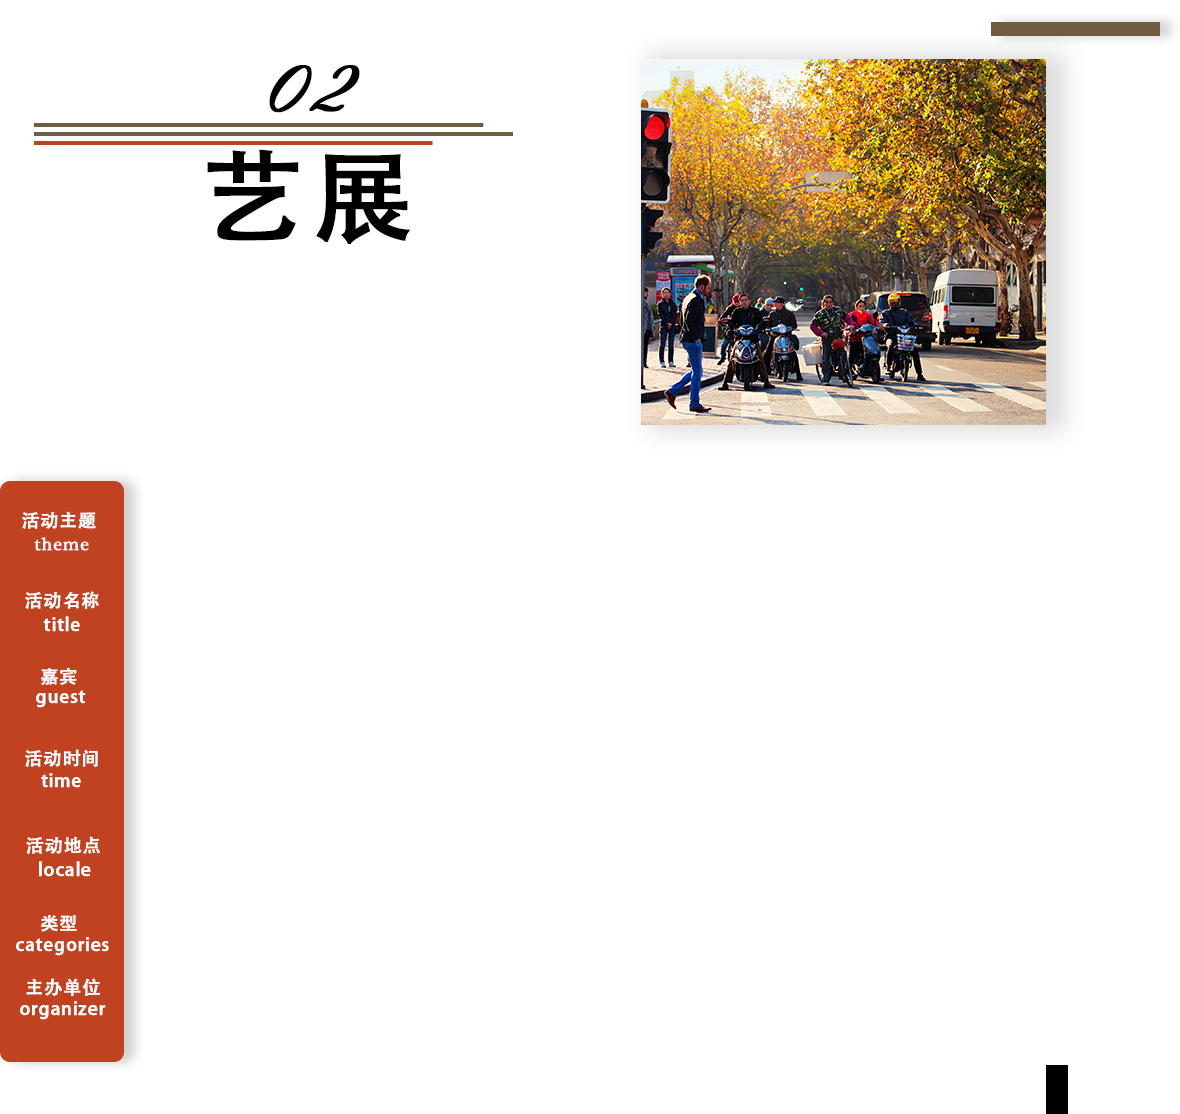 02
艺展
活动主题
theme
活动名称
title
嘉宾
guest
活动时间
time
活动地点
locale
类型
categories
主办单位
organizer